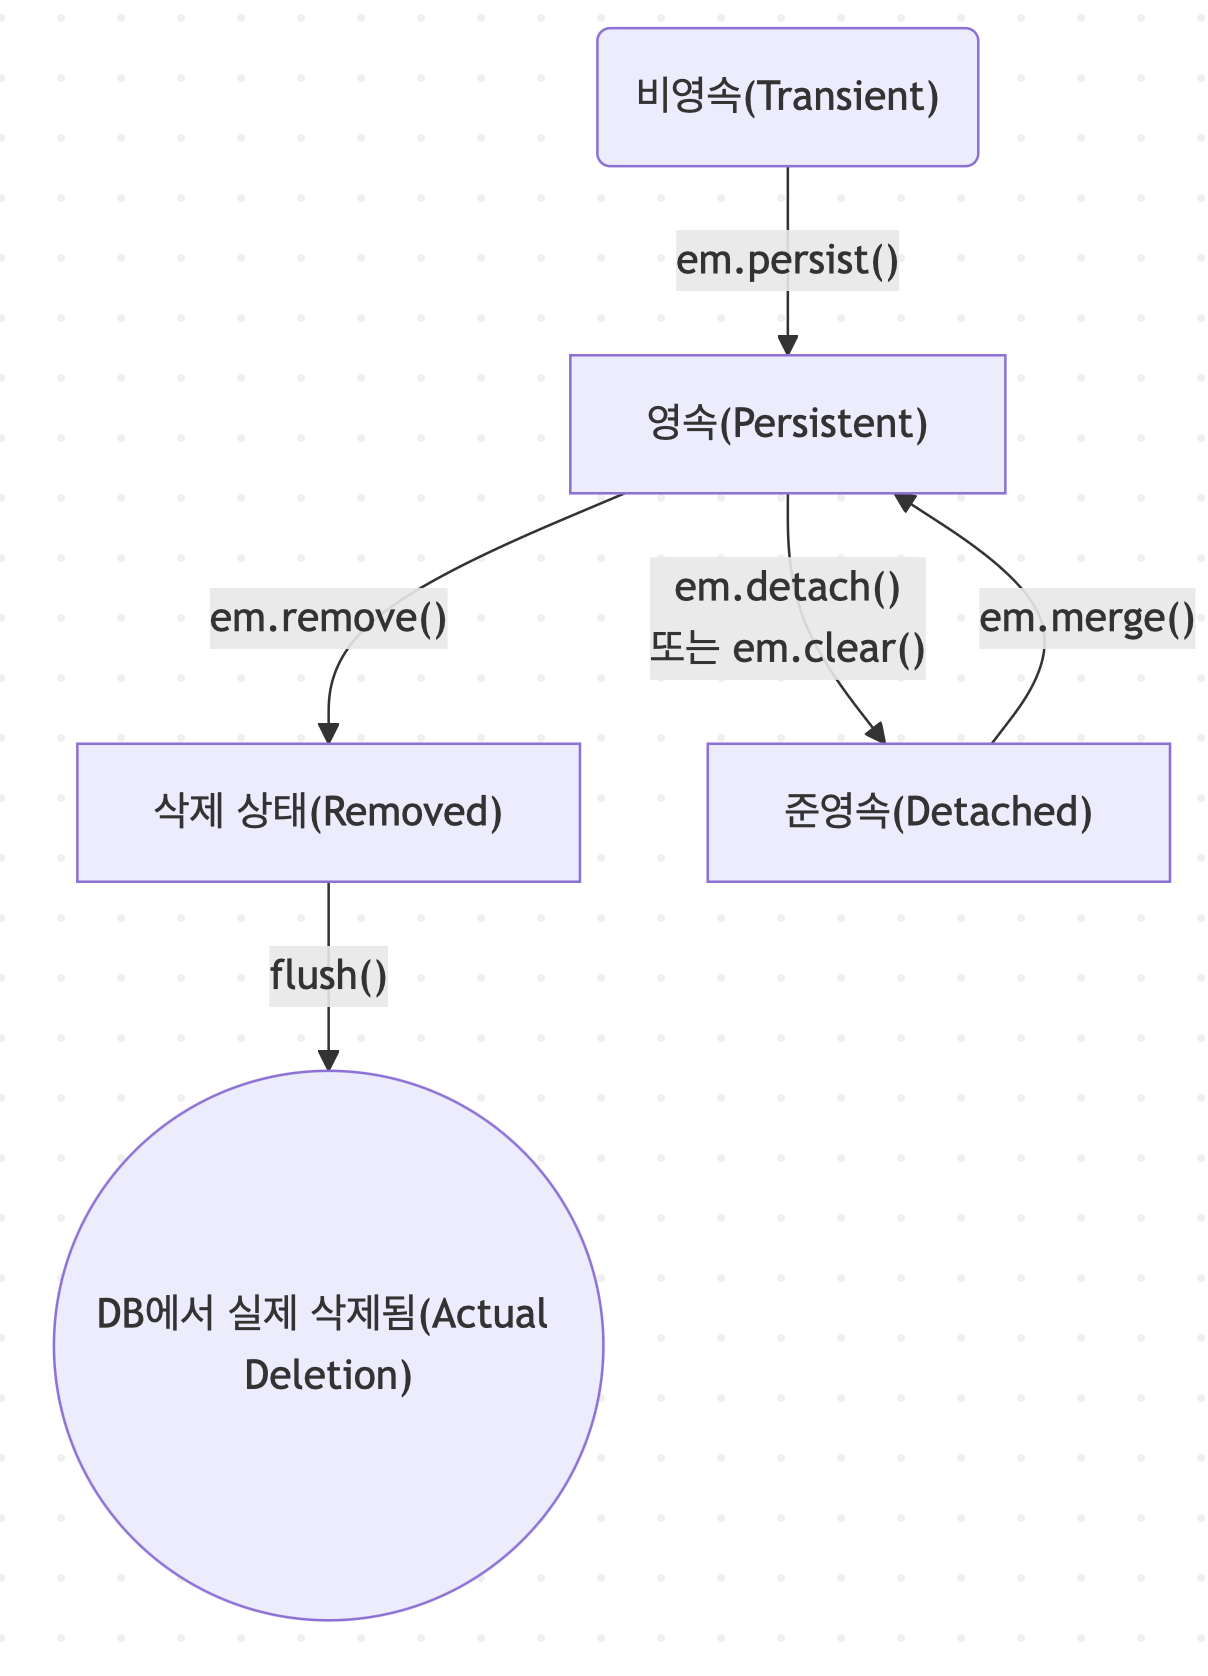 비영속(Transient)
em.persist()
영속(Persistent)
em.remove()
em.detach()
또는 em.clear()
em.merge()
삭제 상태(Removed)
준영속(Detached)
flush()
DB에서 실제 삭제됨(Actual
Deletion)